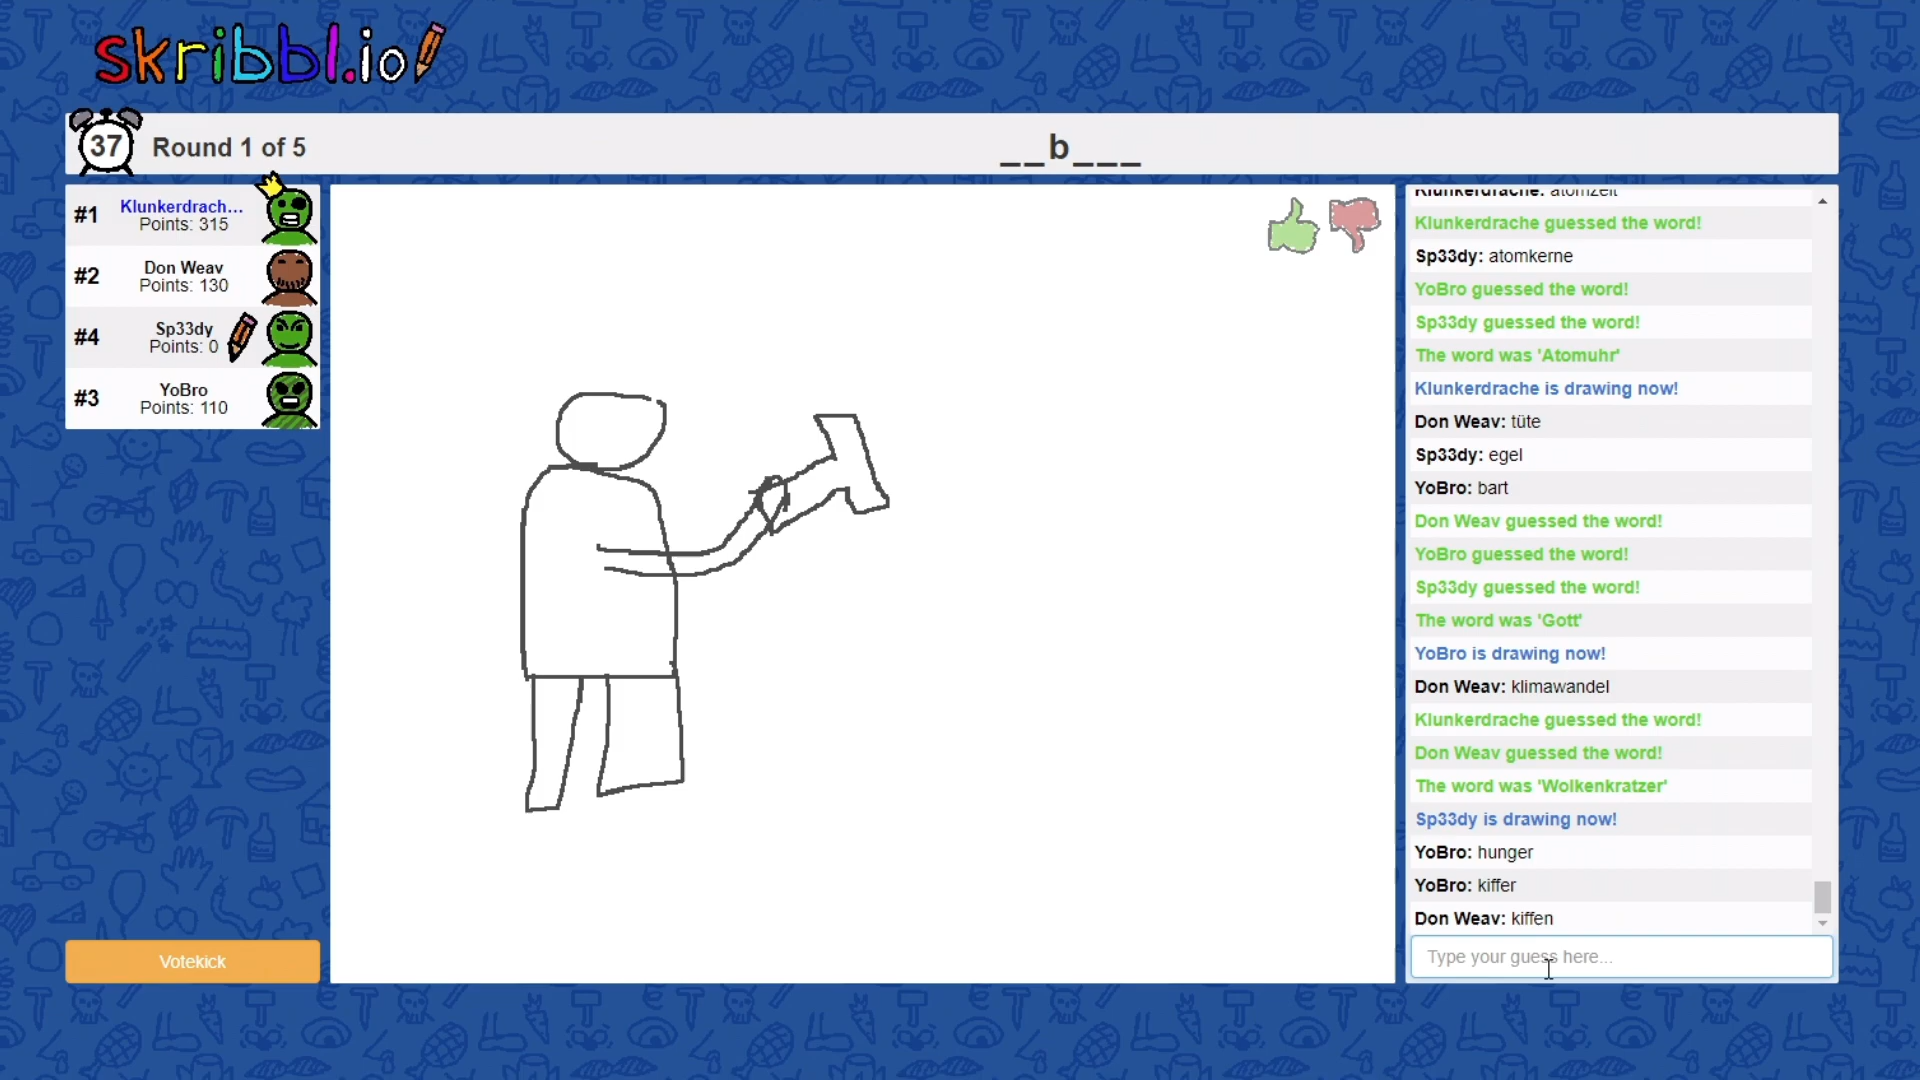 skribbl.io
37
Round 1 of 5
__b___
#1
Klunkerdrach...
Points: 315
#2
Don Weav
Points: 130
#4
Sp33dy
Points: 0
#3
YoBro
Points: 110
Votekick
Klunkerdrache: atomzeit
Klunkerdrache guessed the word!
Sp33dy: atomkerne
YoBro guessed the word!
Sp33dy guessed the word!
The word was 'Atomuhr'
Klunkerdrache is drawing now!
Don Weav: tüte
Sp33dy: egel
YoBro: bart
Don Weav guessed the word!
YoBro guessed the word!
Sp33dy guessed the word!
The word was 'Gott'
YoBro is drawing now!
Don Weav: klimawandel
Klunkerdrache guessed the word!
Don Weav guessed the word!
The word was 'Wolkenkratzer'
Sp33dy is drawing now!
YoBro: hunger
YoBro: kiffer
Don Weav: kiffen
Type your guess here...